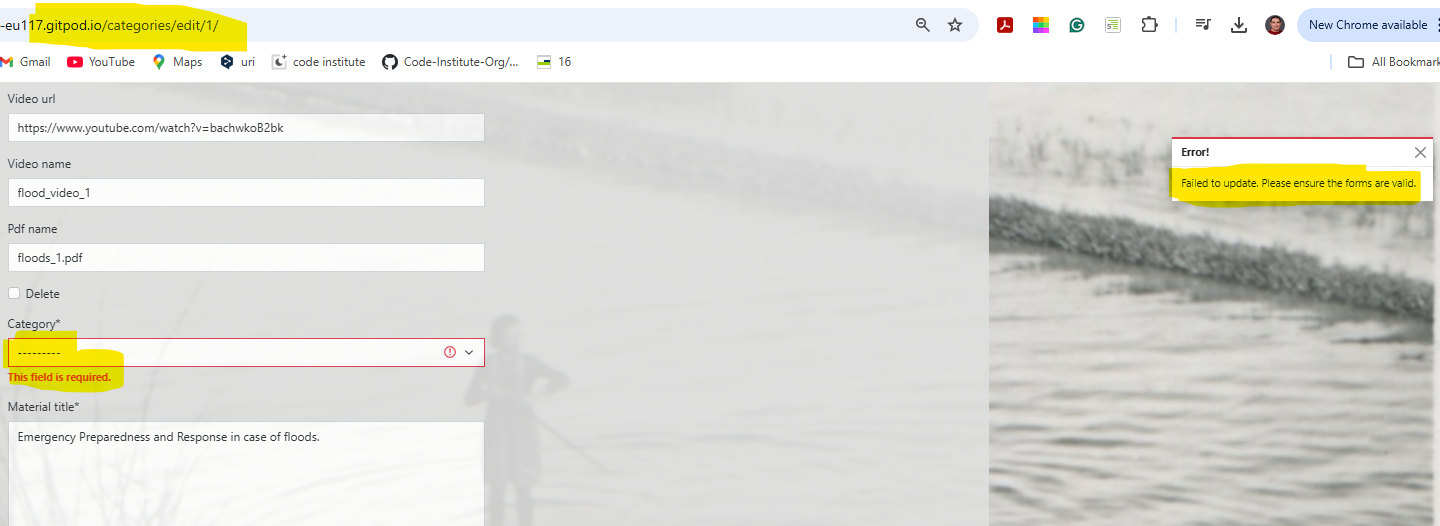 -eu117.gitpod.io/categories/edit/1/
New Chrome available
Gmail
YouTube
Maps
uri
code institute
Code-Institute-Org/...
16
All Bookmark
Video url
https://www.youtube.com/watch?v=bachwkoB2bk
Error!
Failed to update. Please ensure the forms are valid.
Video name
flood_video_1
Pdf name
floods_1.pdf
Delete
Category*
---------
This field is required.
Material title*
Emergency Preparedness and Response in case of floods.